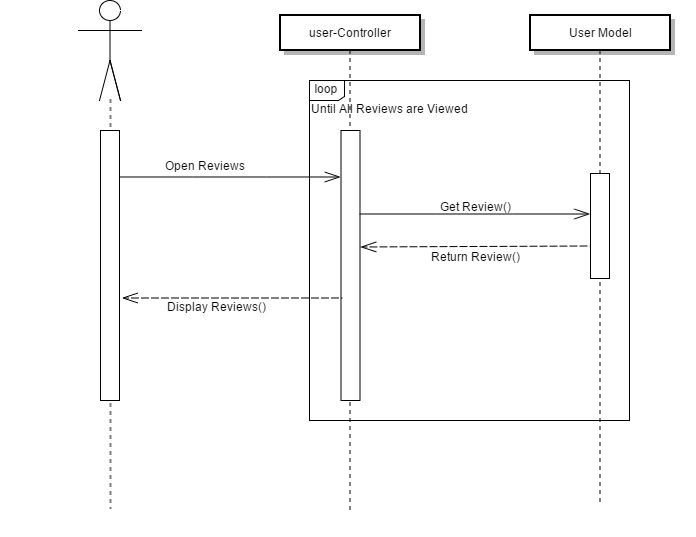 user-Controller
User Model
loop
Until All Reviews are Viewed
Open Reviews
Get Review()
Return Review()
Display Reviews()